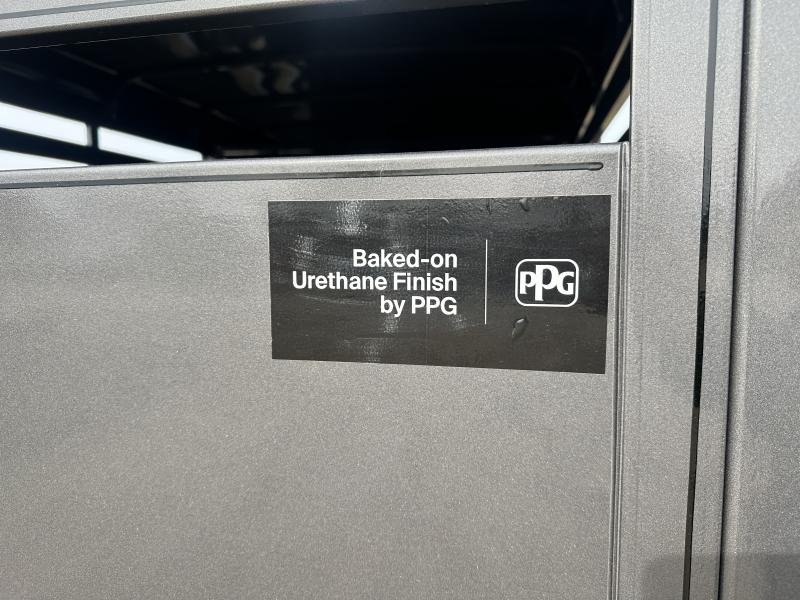 Baked-on
Urethane Finish
by PPG
PPG